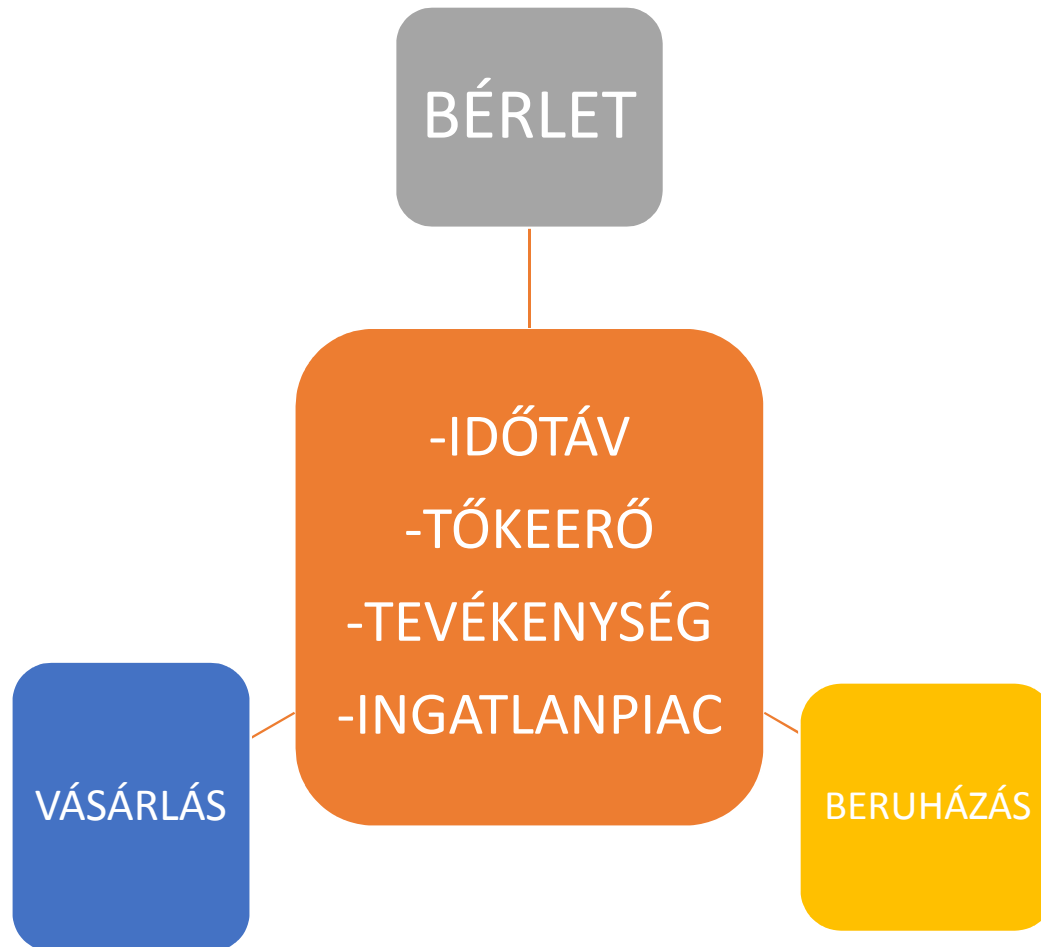 BÉRLET
-IDŐTÁV
-TŐKEERŐ
-TEVÉKENYSÉG
-INGATLANPIAC
VÁSÁRLÁS
BERUHÁZÁS